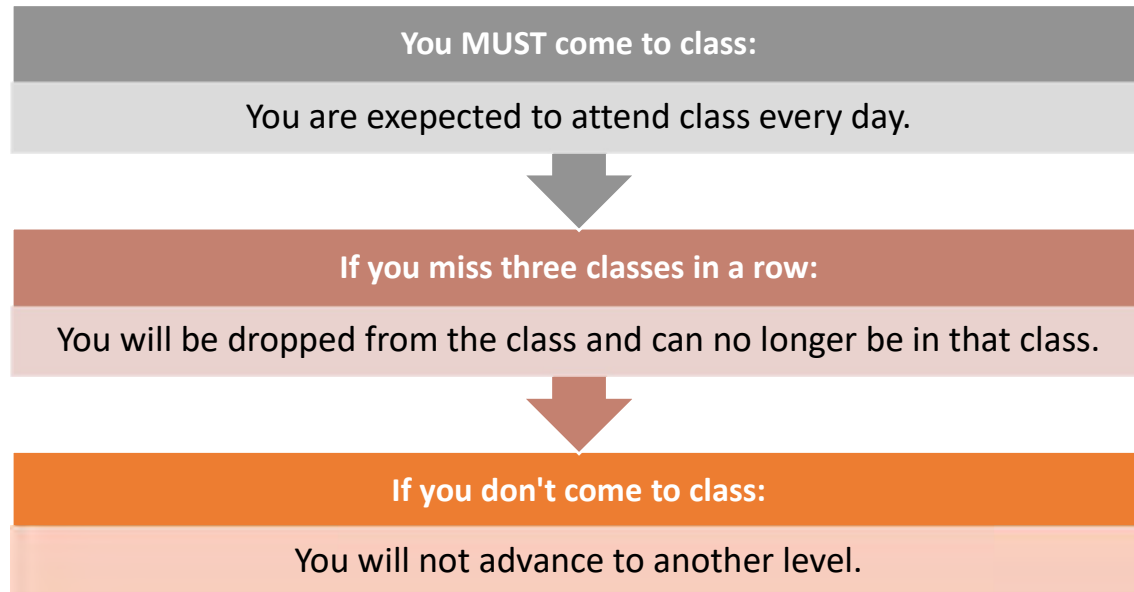 You MUST come to class:
You are exepected to attend class every day.
If you miss three classes in a row:
You will be dropped from the class and can no longer be in that class.
If you don't come to class:
You will not advance to another level.